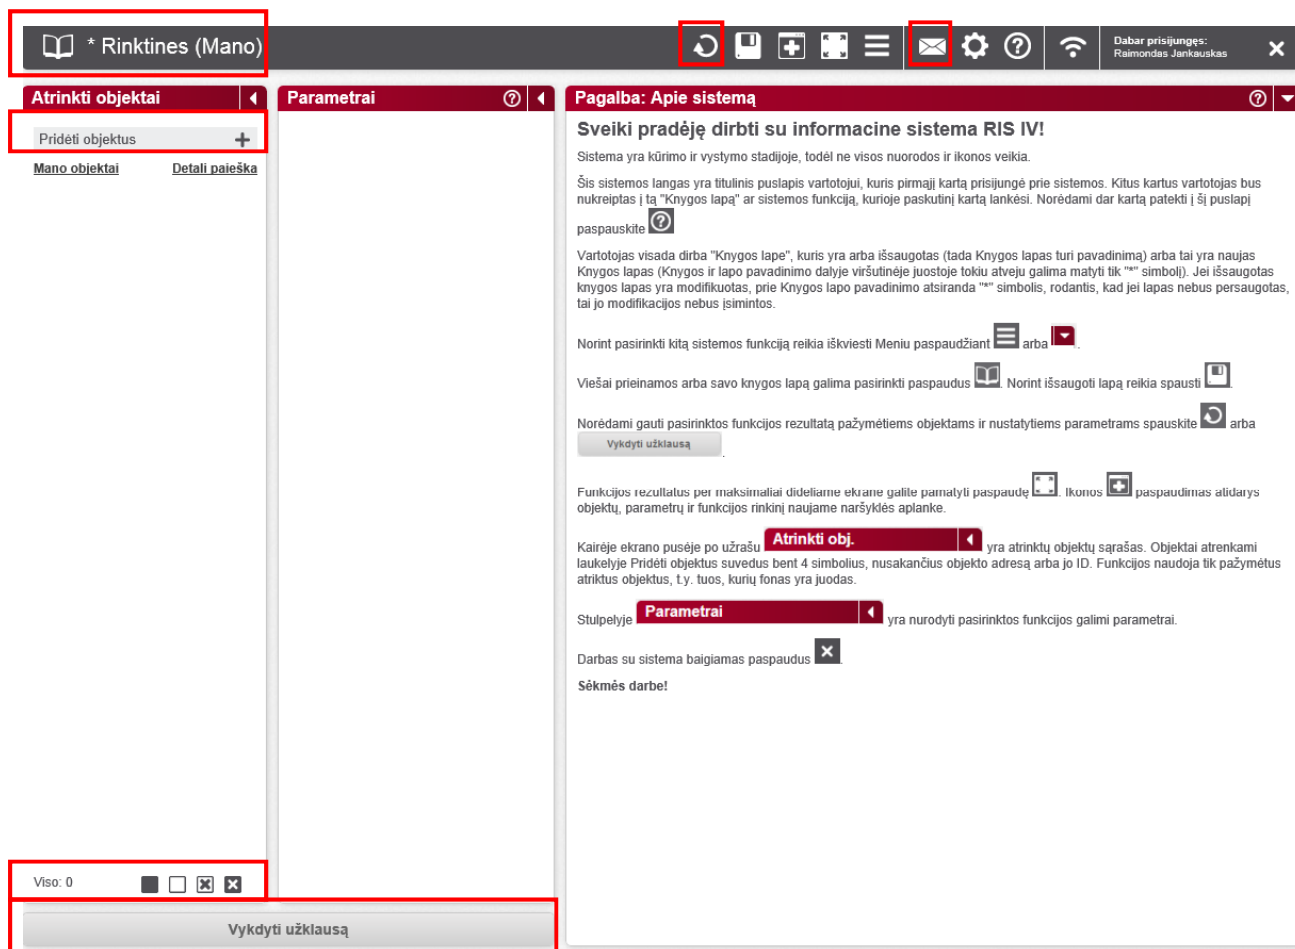 * Rinktines (Mano)
Dabar prisijungęs:
Raimondas Jankauskas
Atrinkti objektai
Pridėti objektus
Mano objektai Detali paieška
Viso: 0
Vykdyti užklausą
Parametrai
Pagalba: Apie sistemą
Sveiki pradėję dirbti su informacine sistema RIS IV!
Sistema yra kūrimo ir vystymo stadijoje, todėl ne visos nuorodos ir ikonos veikia.
Šis sistemos langas yra titulinis puslapis vartotojui, kuris pirmąjį kartą prisijungė prie sistemos. Kitus kartus vartotojas bus
nukreiptas į tą "Knygos lapą" ar sistemos funkciją, kurioje paskutinį kartą lankėsi. Norėdami dar kartą patekti į šį puslapį
paspauskite
Vartotojas visada dirba "Knygos lape", kuris yra arba išsaugotas (tada Knygos lapas turi pavadinimą) arba tai yra naujas
Knygos lapas (Knygos ir lapo pavadinimo dalyje viršutinėje juostoje tokiu atveju galima matyti tik "*" simbolį). Jei išsaugotas
knygos lapas yra modifikuotas, prie Knygos lapo pavadinimo atsiranda "*" simbolis, rodantis, kad jei lapas nebus persaugotas,
tai jo modifikacijos nebus įsimintos.
Norint pasirinkti kitą sistemos funkciją reikia iškviesti Meniu paspaudžiant arba .
Viešai prieinamos arba savo knygos lapą galima pasirinkti paspaudus . Norint išsaugoti lapą reikia spausti .
Norėdami gauti pasirinktos funkcijos rezultatą pažymėtiems objektams ir nustatytiems parametrams spauskite arba
Vykdyti užklausą .
Funkcijos rezultatus per maksimaliai dideliame ekrane galite pamatyti paspaudę . Ikonos paspaudimas atidarys
objektų, parametrų ir funkcijos rinkinį naujame naršyklės aplanke.
Kairėje ekrano pusėje po užrašu Atrinkti obj. yra atrinktų objektų sąrašas. Objektai atrenkami
laukelyje Pridėti objektus suvedus bent 4 simbolius, nusakančius objekto adresą arba jo ID. Funkcijos naudoja tik pažymėtus
atriktus objektus, t.y. tuos, kurių fonas yra juodas.
Stulpelyje Parametrai yra nurodyti pasirinktos funkcijos galimi parametrai.
Darbas su sistema baigiamas paspaudus .
Sėkmės darbe!